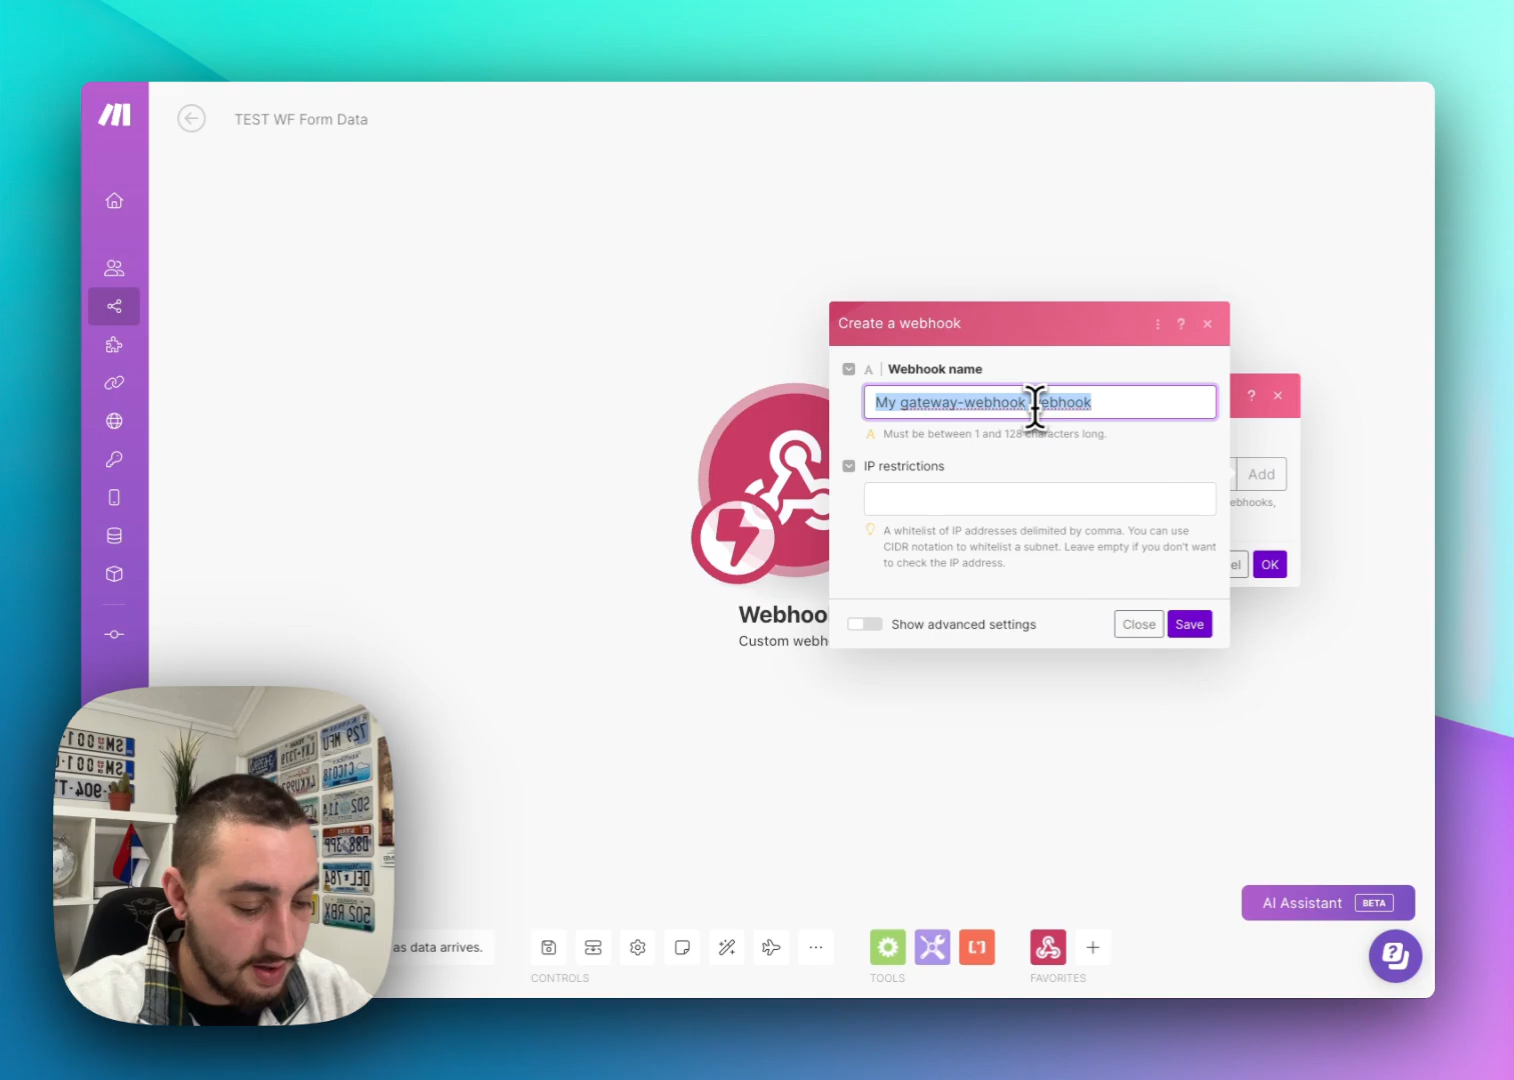 TEST WF Form Data
Create a webhook
?
A
Webhook name
My gateway-webhook webhook
Must be between 1 and 128 characters long.
IP restrictions
A whitelist of IP addresses delimited by comma. You can use
CIDR notation to whitelist a subnet. Leave empty if you don't want
to check the IP address.
Show advanced settings
Close
Save
?
Add
ebhooks,
el
OK
Webhoo
Custom webh
AI Assistant
BETA
as data arrives.
CONTROLS
TOOLS
FAVORITES